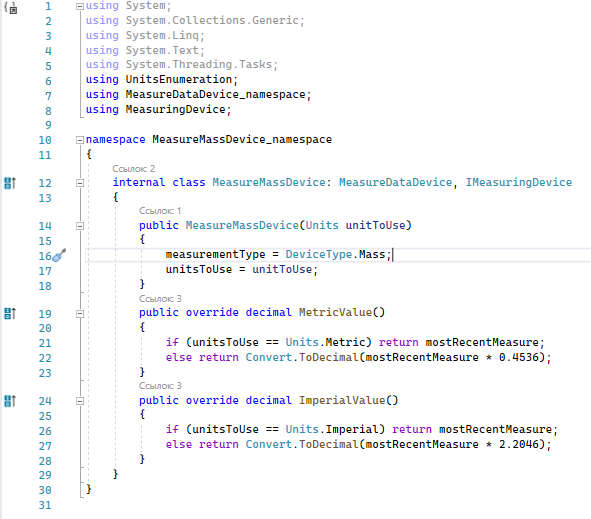 1 using System;
2 using System.Collections.Generic;
3 using System.Linq;
4 using System.Text;
5 using System.Threading.Tasks;
6 using UnitsEnumeration;
7 using MeasureDataDevice_namespace;
8 using MeasuringDevice;
9
10 namespace MeasureMassDevice_namespace
11 {
Ссылок: 2
12 internal class MeasureMassDevice: MeasureDataDevice, IMeasuringDevice
13 {
Ссылок: 1
14 public MeasureMassDevice(Units unitToUse)
15 {
16 measurementType = DeviceType.Mass;
17 unitsToUse = unitToUse;
18 }
Ссылок: 3
19 public override decimal MetricValue()
20 {
21 if (unitsToUse == Units.Metric) return mostRecentMeasure;
22 else return Convert.ToDecimal(mostRecentMeasure * 0.4536);
23 }
Ссылок: 3
24 public override decimal ImperialValue()
25 {
26 if (unitsToUse == Units.Imperial) return mostRecentMeasure;
27 else return Convert.ToDecimal(mostRecentMeasure * 2.2046);
28 }
29 }
30 }
31